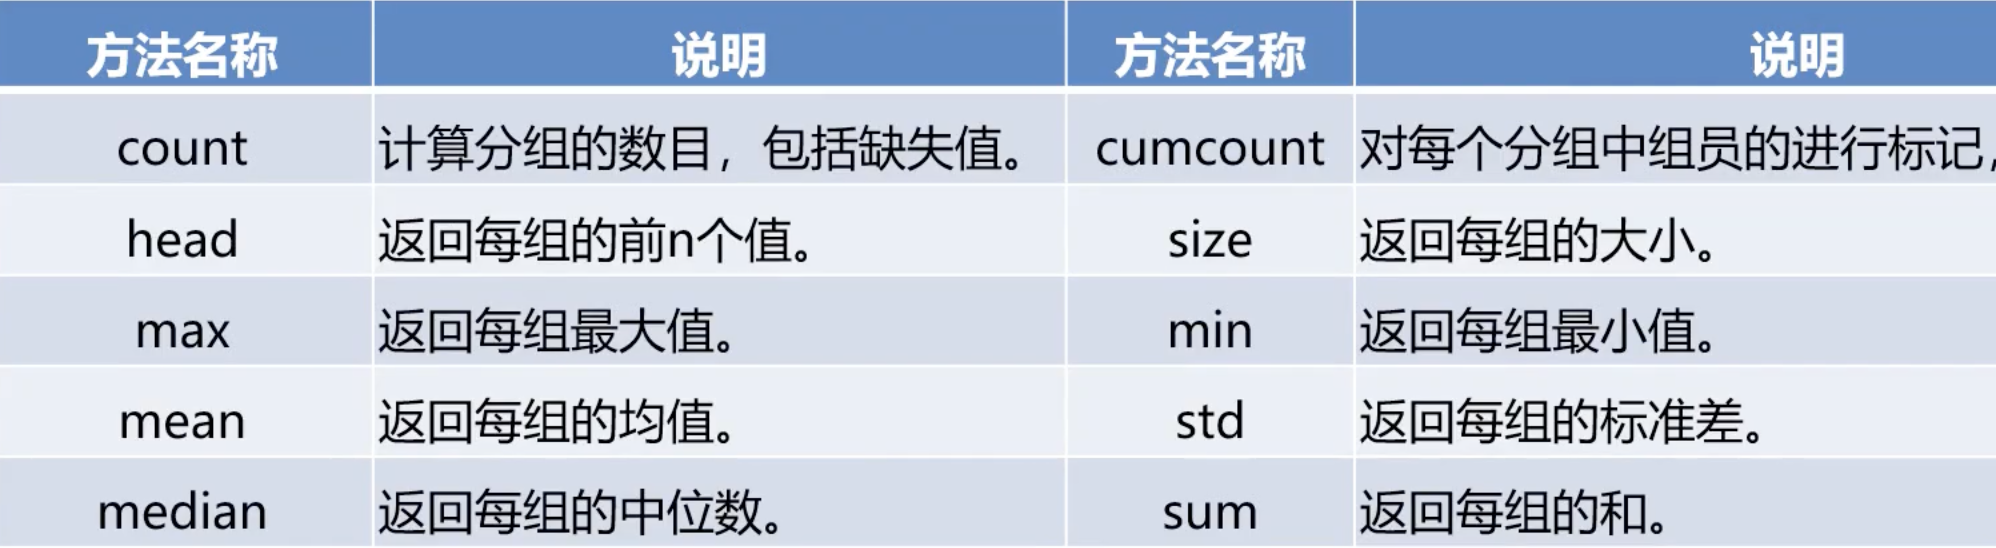 方法名称 说明 方法名称 说明
count 计算分组的数目，包括缺失值。 cumcount 对每个分组中组员的进行标记，
head 返回每组的前n个值。 size 返回每组的大小。
max 返回每组最大值。 min 返回每组最小值。
mean 返回每组的均值。 std 返回每组的标准差。
median 返回每组的中位数。 sum 返回每组的和。